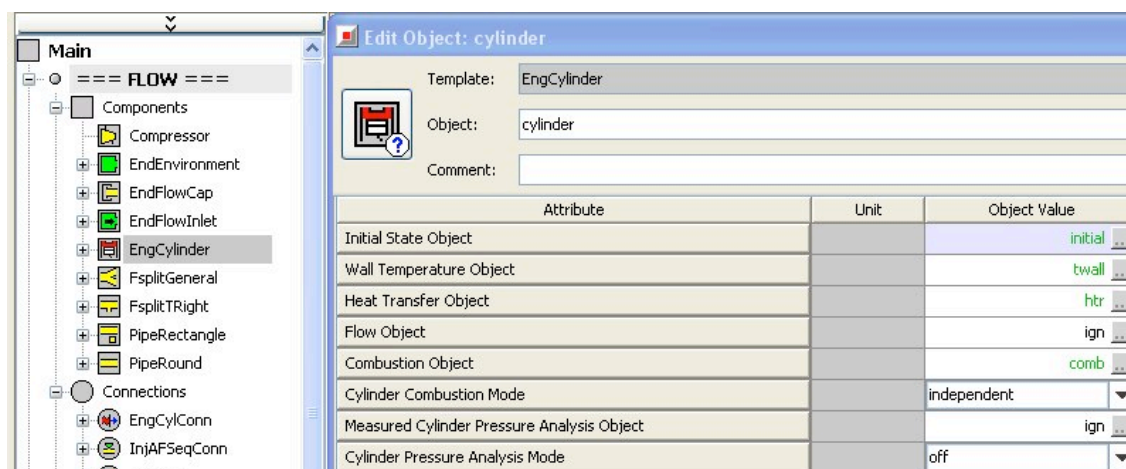 Main
=== FLOW ===
Components
Compressor
EndEnvironment
EndFlowCap
EndFlowInlet
EngCylinder
FsplitGeneral
FsplitTRight
PipeRectangle
PipeRound
Connections
EngCylConn
InjAFSeqConn
Edit Object: cylinder
Template: EngCylinder
Object: cylinder
Comment:
Attribute Unit Object Value
Initial State Object initial ...
Wall Temperature Object twall ...
Heat Transfer Object htr ...
Flow Object ign ...
Combustion Object comb ...
Cylinder Combustion Mode independent
Measured Cylinder Pressure Analysis Object ign ...
Cylinder Pressure Analysis Mode off